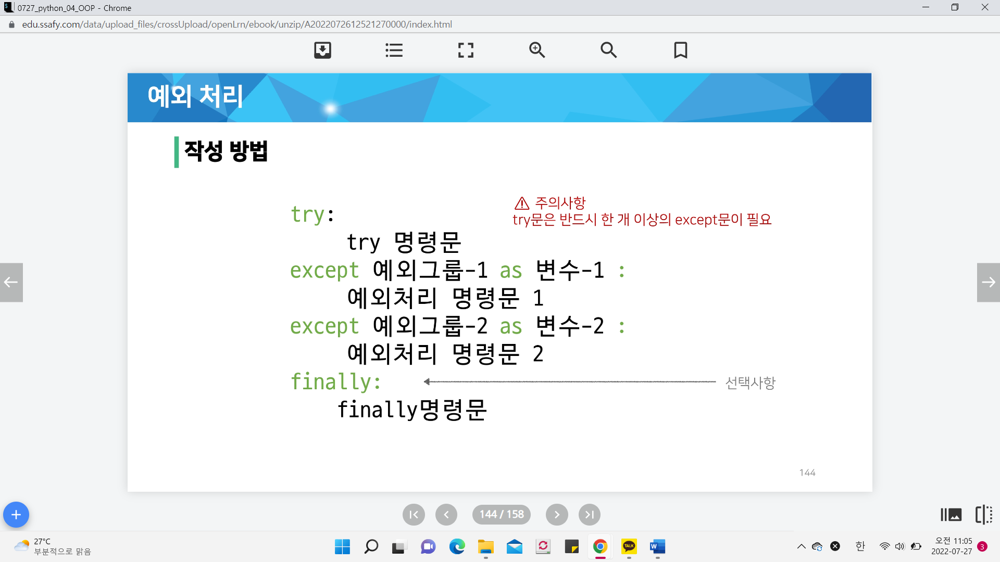 0727_python_04_OOP - Chrome
edu.ssafy.com/data/upload_files/crossUpload/openLrn/ebook/unzip/A2022072612521270000/index.html
예외 처리
작성 방법
⚠ 주의사항
try문은 반드시 한 개 이상의 except문이 필요
try:
try 명령문
except 예외그룹-1 as 변수-1 :
예외처리 명령문 1
except 예외그룹-2 as 변수-2 :
예외처리 명령문 2
finally:
선택사항
finally명령문
144
144 / 158
27°C
부분적으로 맑음
TALK
W
한
오전 11:05
2022-07-27
3